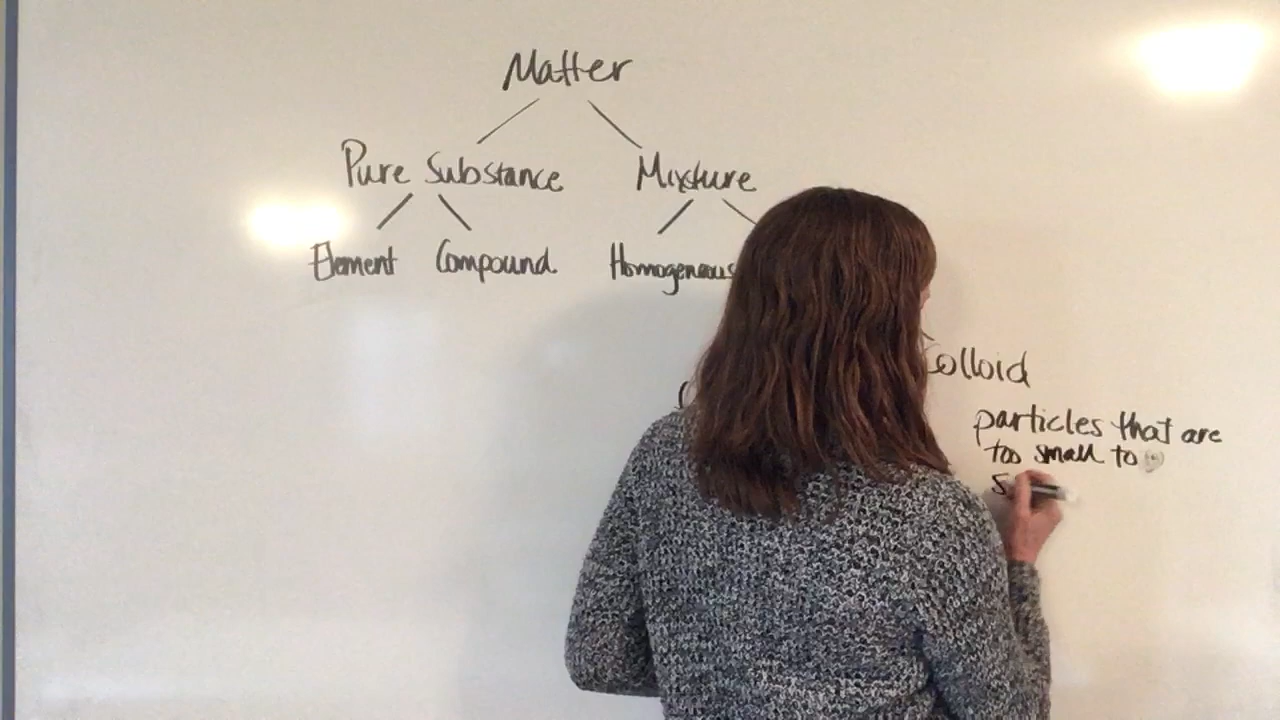 Matter
Pure Substance Mixture
Element Compound Homogeneous
Colloid
particles that are
too small to
s